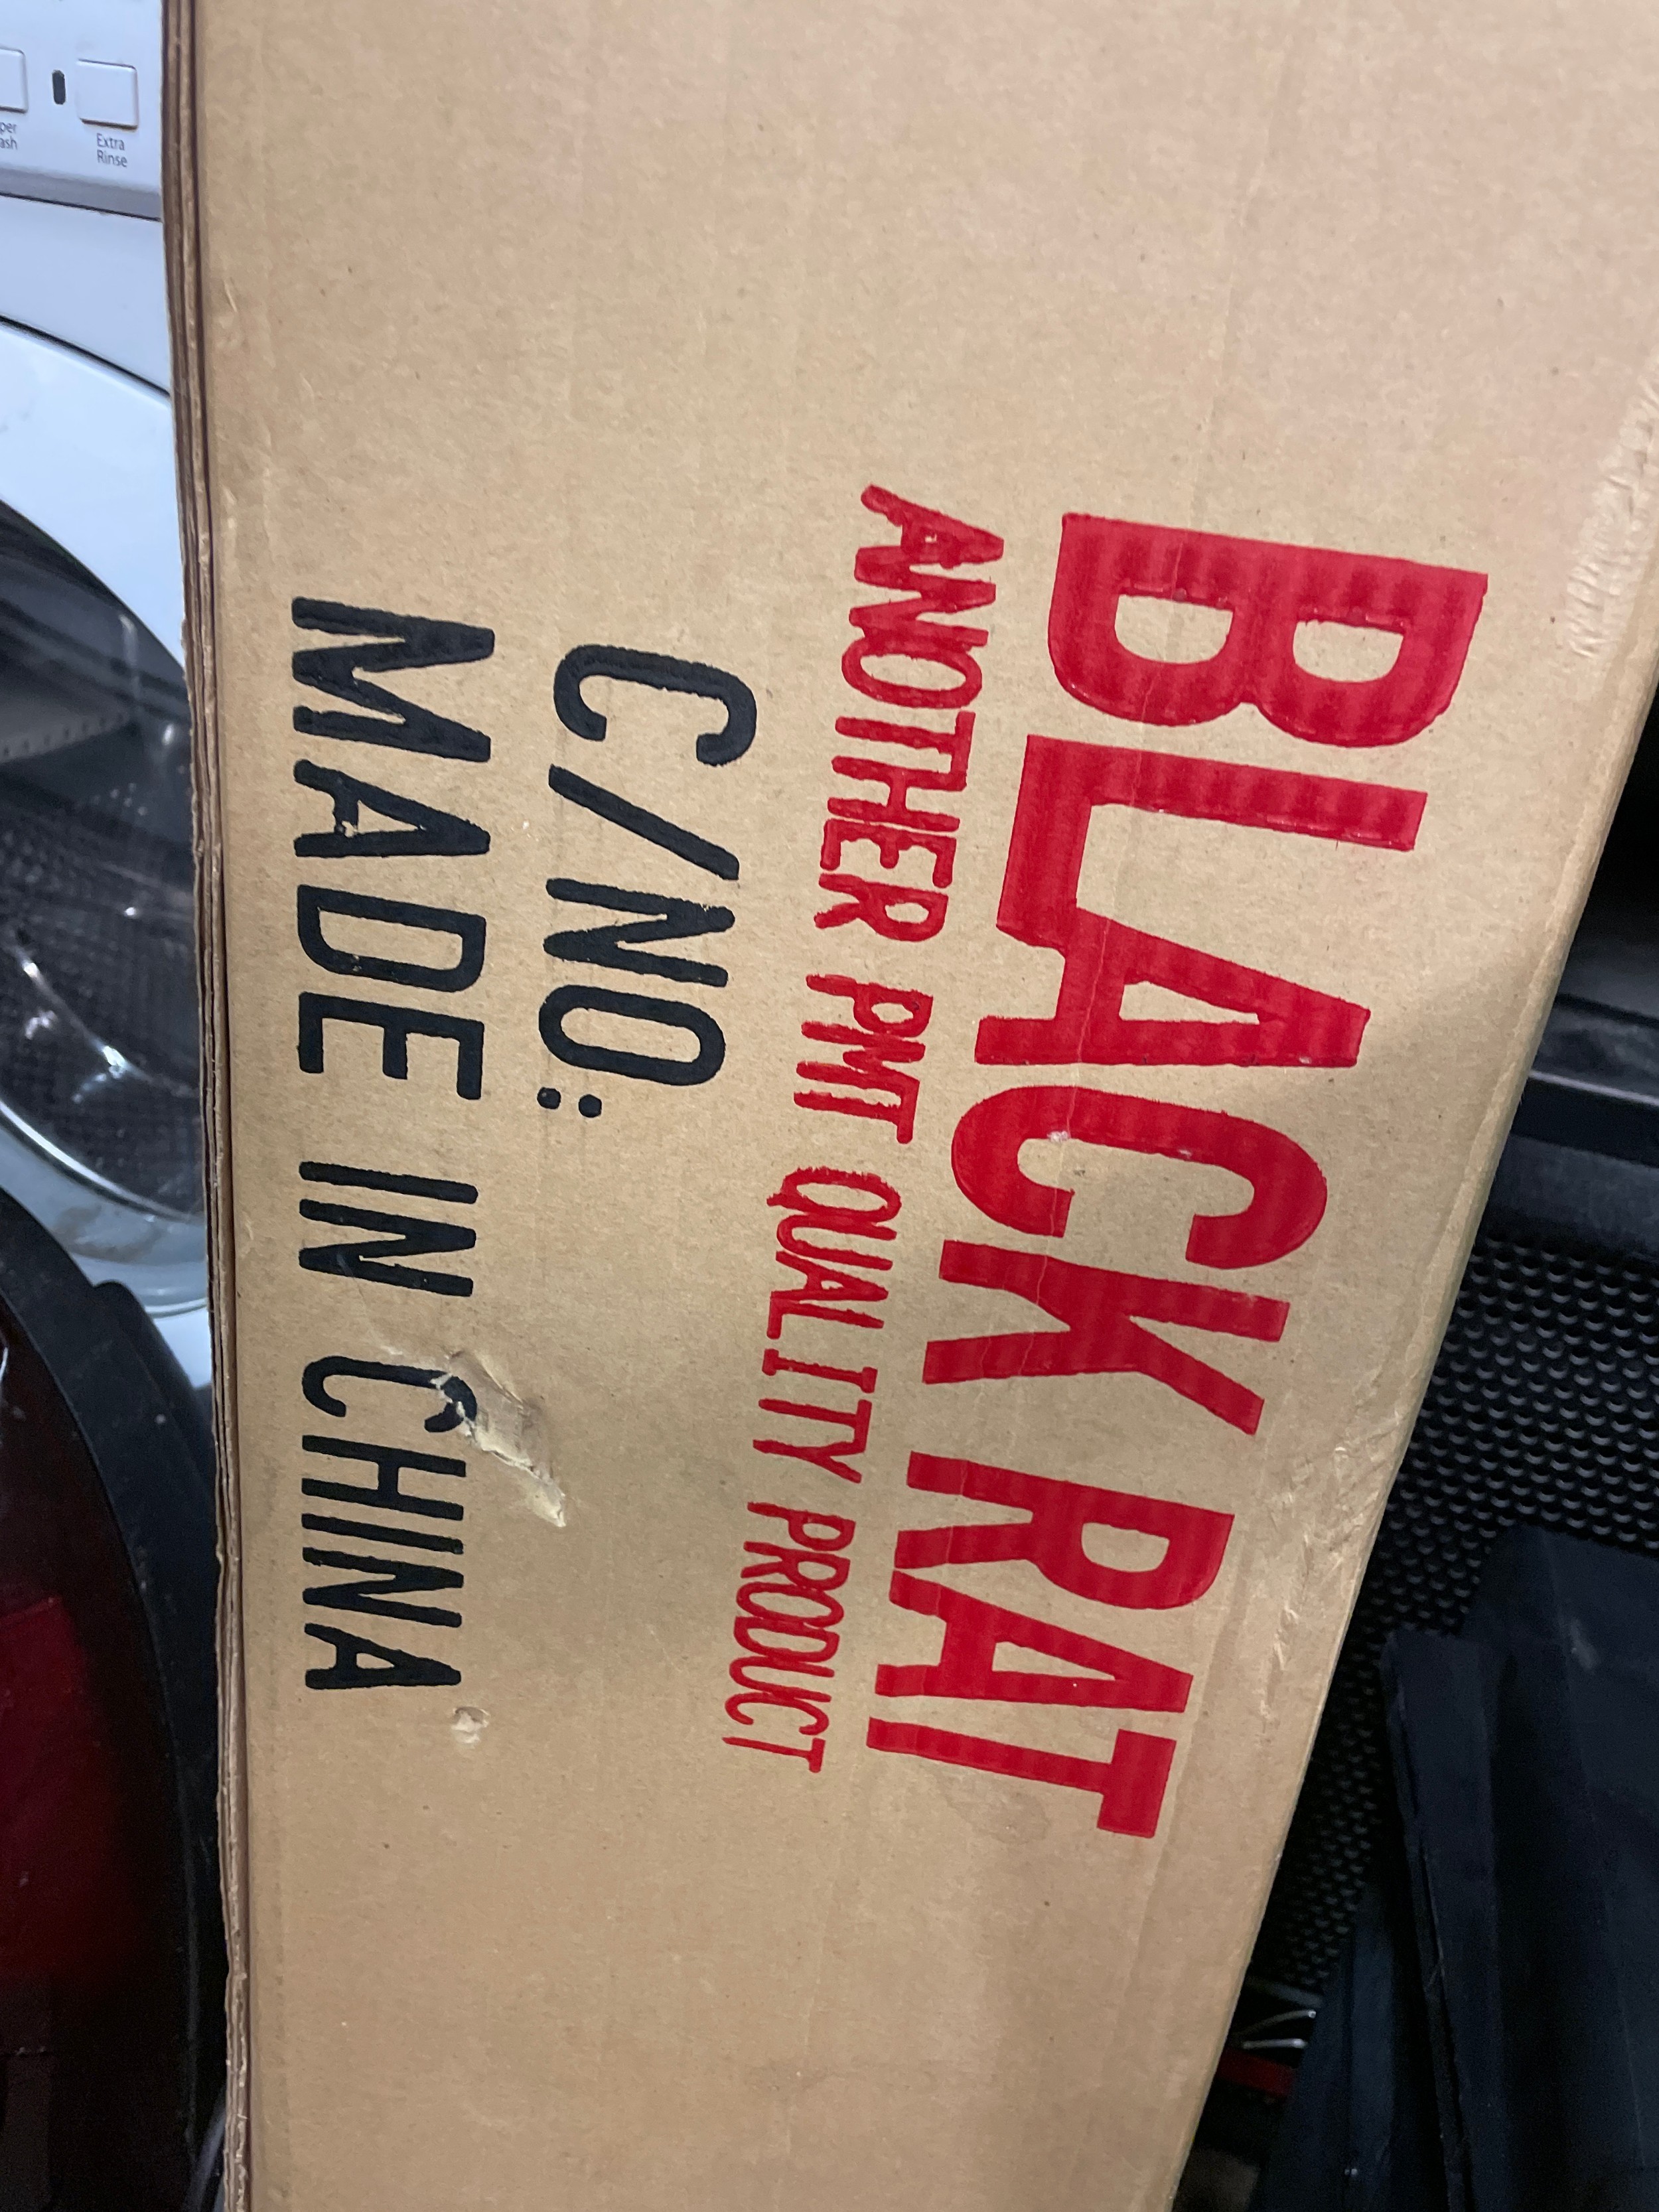 BLACK RAT
ANOTHER PMT QUALITY PRODUCT
C/NO:
MADE IN CHINA
Extra
Rinse